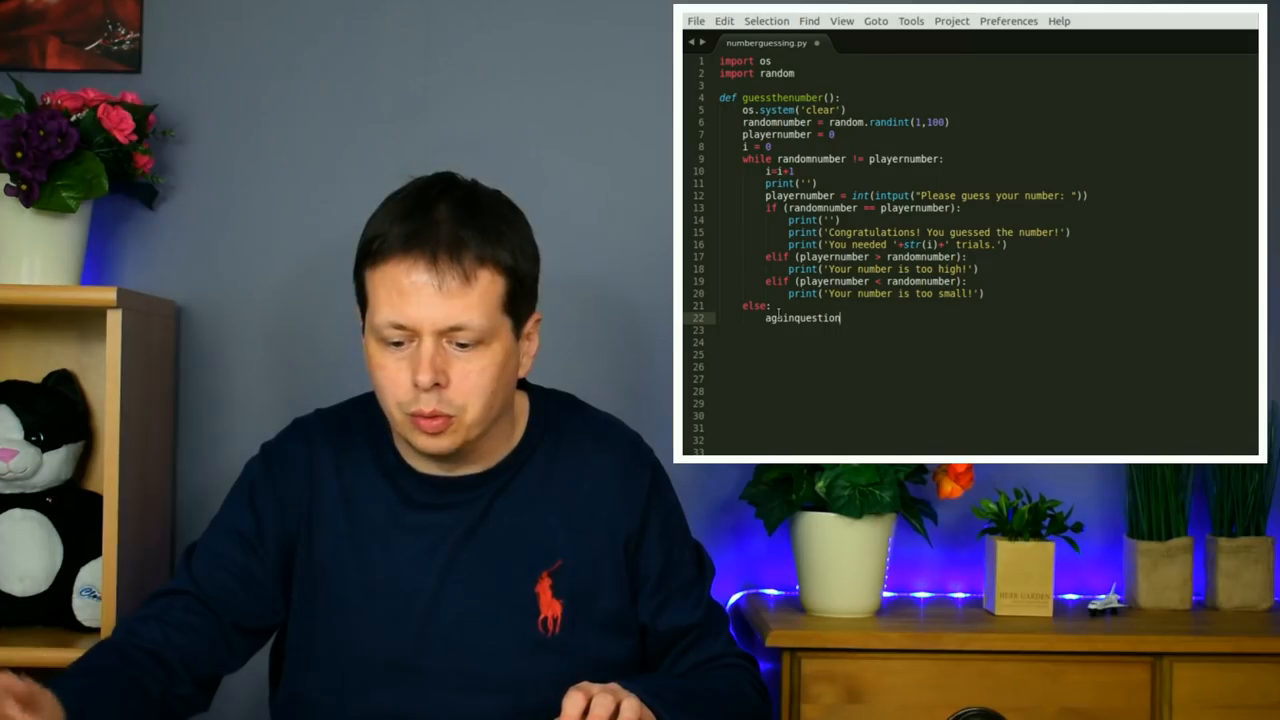 File Edit Selection Find View Goto Tools Project Preferences Help
numberguessing.py
1 import os
2 import random
3
4 def guessthenumber():
5 os.system('clear')
6 randomnumber = random.randint(1,100)
7 playernumber = 0
8 i = 0
9 while randomnumber != playernumber:
10 i=i+1
11 print('')
12 playernumber = int(intput("Please guess your number: "))
13 if (randomnumber == playernumber):
14 print('')
15 print('Congratulations! You guessed the number!')
16 print('You needed '+str(i)+' trials.')
17 elif (playernumber > randomnumber):
18 print('Your number is too high!')
19 elif (playernumber < randomnumber):
20 print('Your number is too small!')
21 else:
22 againquestion
23
24
25
26
27
28
29
30
31
32
33
HERB GARDEN